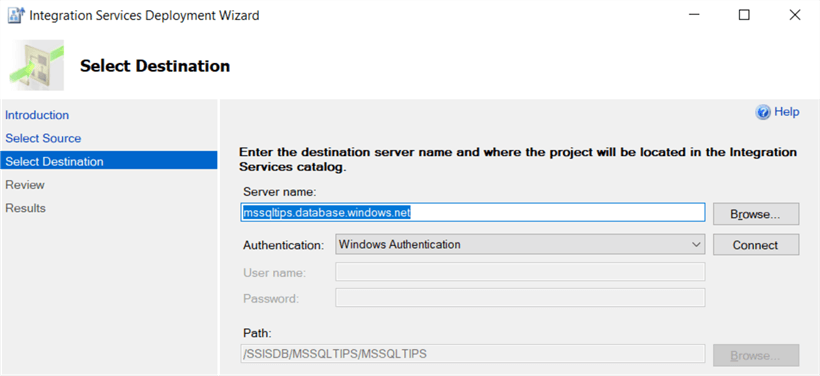 Integration Services Deployment Wizard
Select Destination
Introduction
Select Source
Select Destination
Review
Results
Help
Enter the destination server name and where the project will be located in the Integration
Services catalog.
Server name:
mssqltips.database.windows.net
Browse...
Authentication:
Windows Authentication
Connect
User name:
Password:
Path:
/SSISDB/MSSQLTIPS/MSSQLTIPS
Browse...